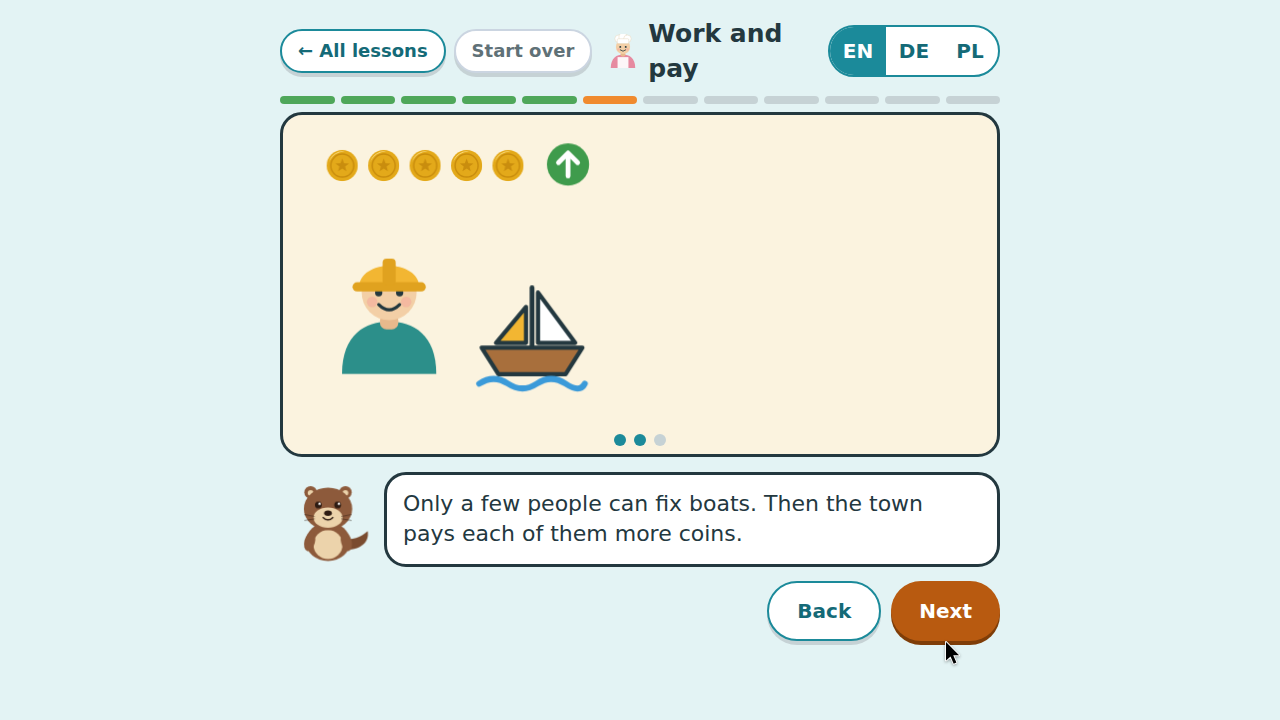 ← All lessons
Start over
Work and
pay
EN DE PL
Only a few people can fix boats. Then the town
pays each of them more coins.
Back
Next